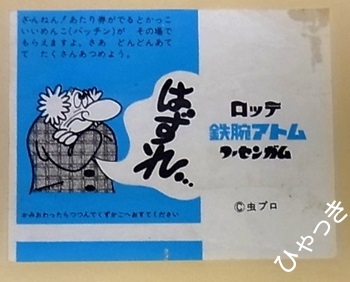 ざんねん!あたり券がでるとかっこ
いいめんこ(パッチン)が その場で
もらえますよ。さあ どんどんあて
て たくさんあつめよう。
はずれ…
かみおわったらつつんでくずかごへおすてください
ロッテ
鉄腕アトム
フーセンガム
©虫プロ
ひゃっき